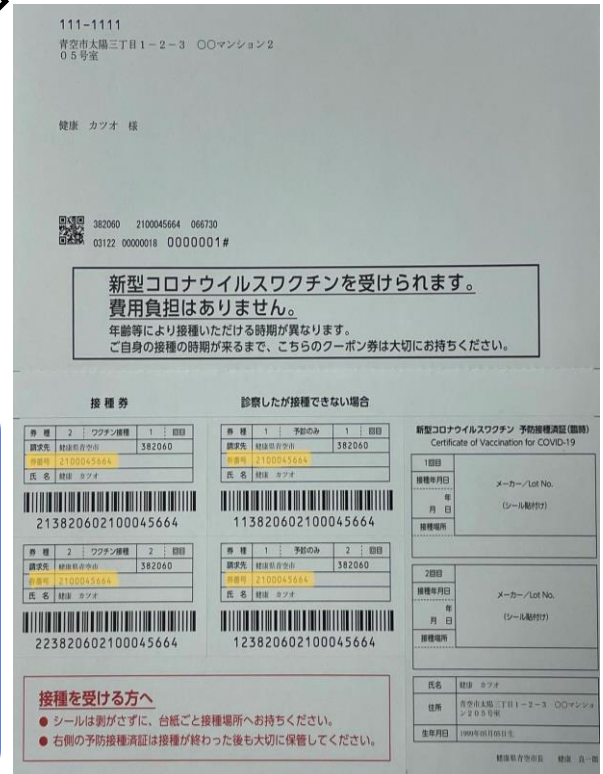 111-1111
青空市太陽三丁目1-2-3 〇〇マンション2
05号室
健康 カツオ 様
382060 2100045664 066730
03122 00000018 0000001#
新型コロナウイルスワクチンを受けられます。
費用負担はありません。
年齢等により接種いただける時期が異なります。
ご自身の接種の時期が来るまで、こちらのクーポン券は大切にお持ちください。
接種券
診察したが接種できない場合
券種 2 ワクチン接種 1 回目
請求先 健康県青空市 382060
券番号 2100045664
氏名 健康 カツオ
213820602100045664
券種 1 予診のみ 1 回目
請求先 健康県青空市 382060
券番号 2100045664
氏名 健康 カツオ
113820602100045664
券種 2 ワクチン接種 2 回目
請求先 健康県青空市 382060
券番号 2100045664
氏名 健康 カツオ
223820602100045664
券種 1 予診のみ 2 回目
請求先 健康県青空市 382060
券番号 2100045664
氏名 健康 カツオ
123820602100045664
新型コロナウイルスワクチン 予防接種済証(臨時)
Certificate of Vaccination for COVID-19
1回目
接種年月日
年
月 日
接種場所
メーカー/Lot No.
(シール貼付け)
2回目
接種年月日
年
月 日
接種場所
メーカー/Lot No.
(シール貼付け)
氏名 健康 カツオ
住所 青空市太陽三丁目1-2-3 〇〇マンショ
ン205号室
生年月日
健康県青空市長 健康 良一郎
接種を受ける方へ
● シールは剥がさずに、台紙ごと接種場所へお持ちください。
● 右側の予防接種済証は接種が終わった後も大切に保管してください。